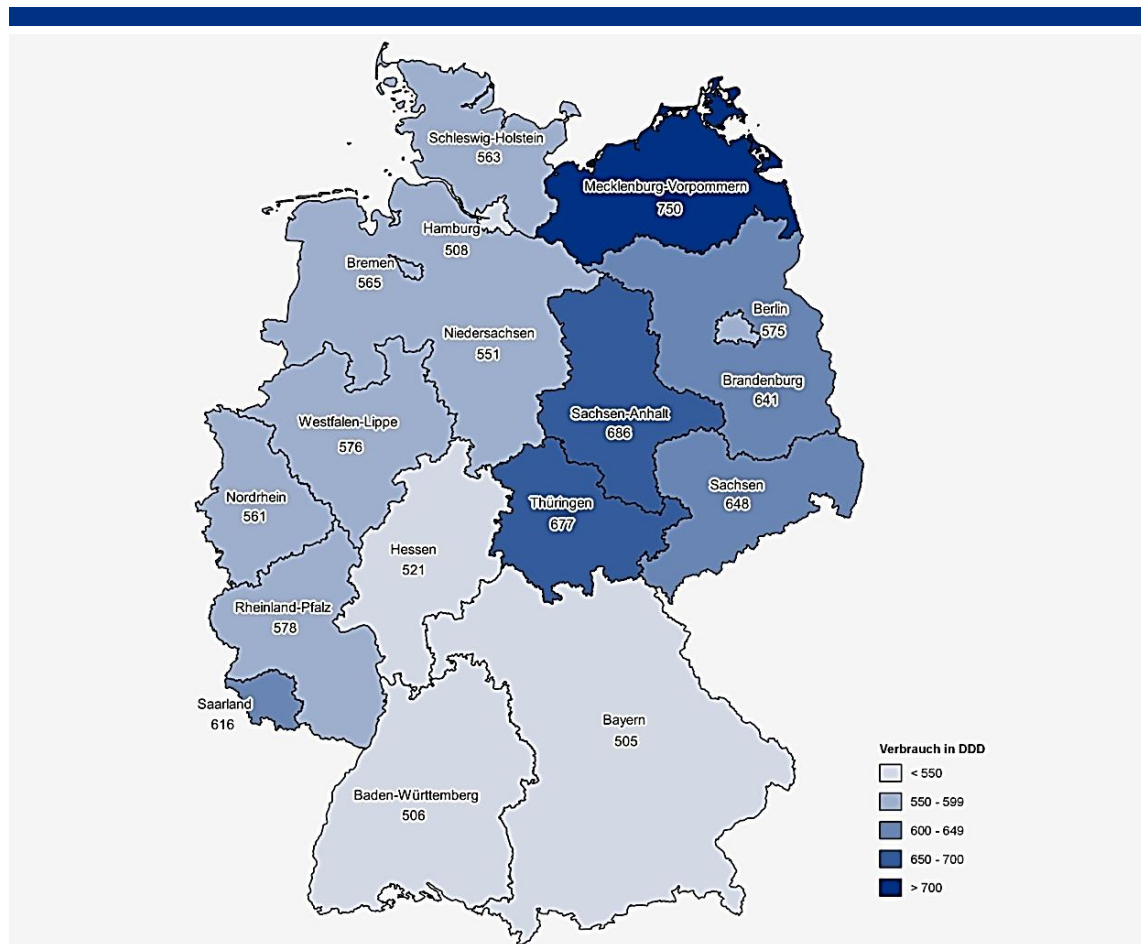 Schleswig-Holstein
563
Mecklenburg-Vorpommern
750
Hamburg
508
Bremen
565
Berlin
575
Niedersachsen
551
Brandenburg
641
Sachsen-Anhalt
686
Westfalen-Lippe
576
Sachsen
648
Nordrhein
561
Thüringen
677
Hessen
521
Rheinland-Pfalz
578
Saarland
616
Bayern
505
Baden-Württemberg
506
Verbrauch in DDD
< 550
550 - 599
600 - 649
650 - 700
> 700